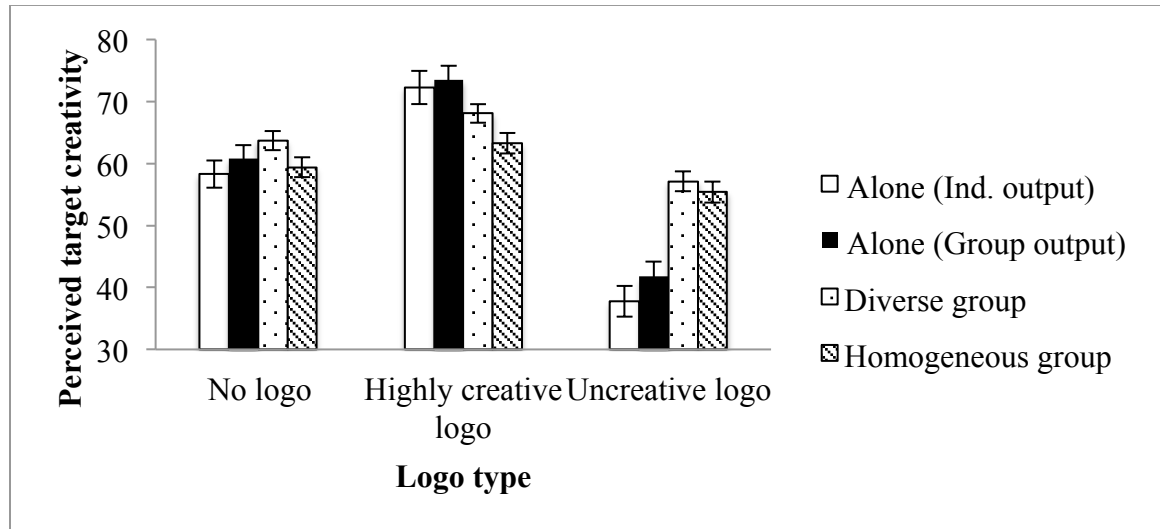 Perceived target creativity
80
70
60
50
40
30
No logo
Highly creative
logo
Uncreative logo
Logo type
Alone (Ind. output)
Alone (Group output)
Diverse group
Homogeneous group